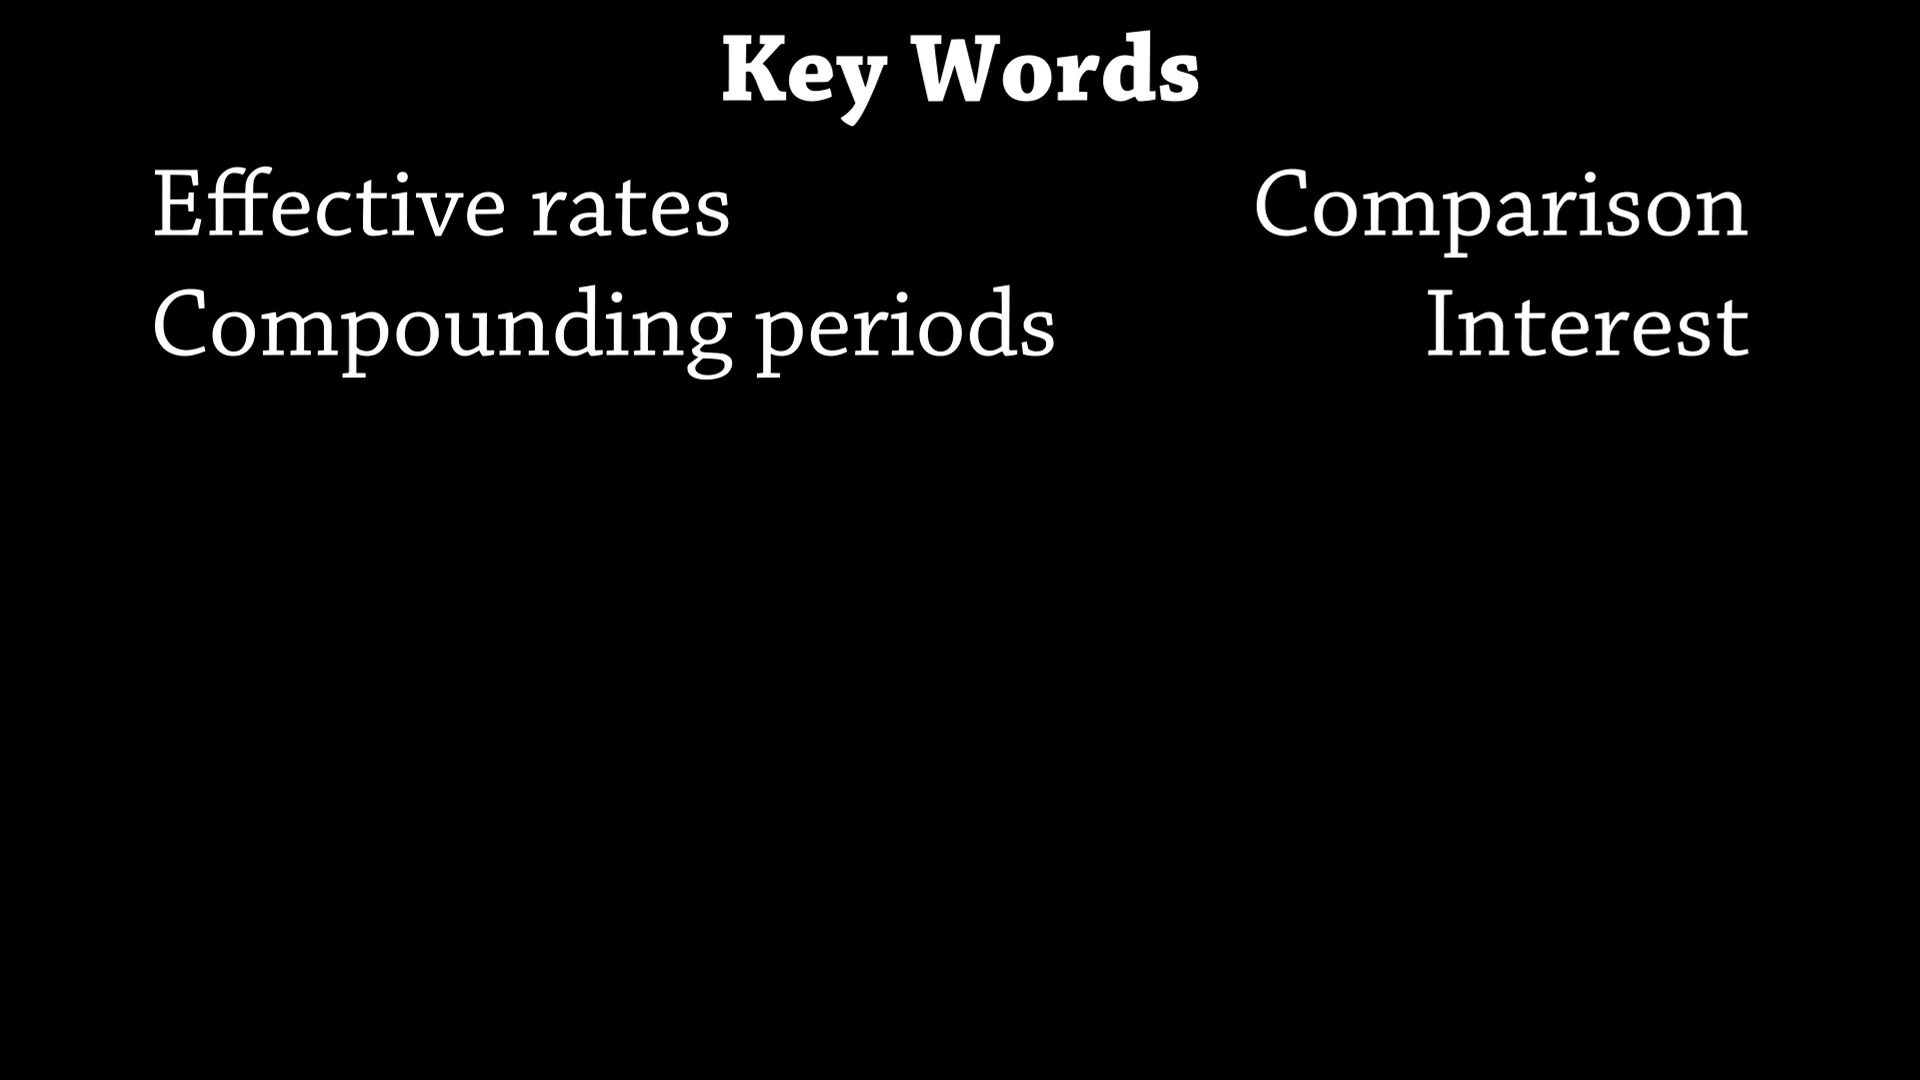 Key Words
Effective rates
Comparison
Compounding periods
Interest